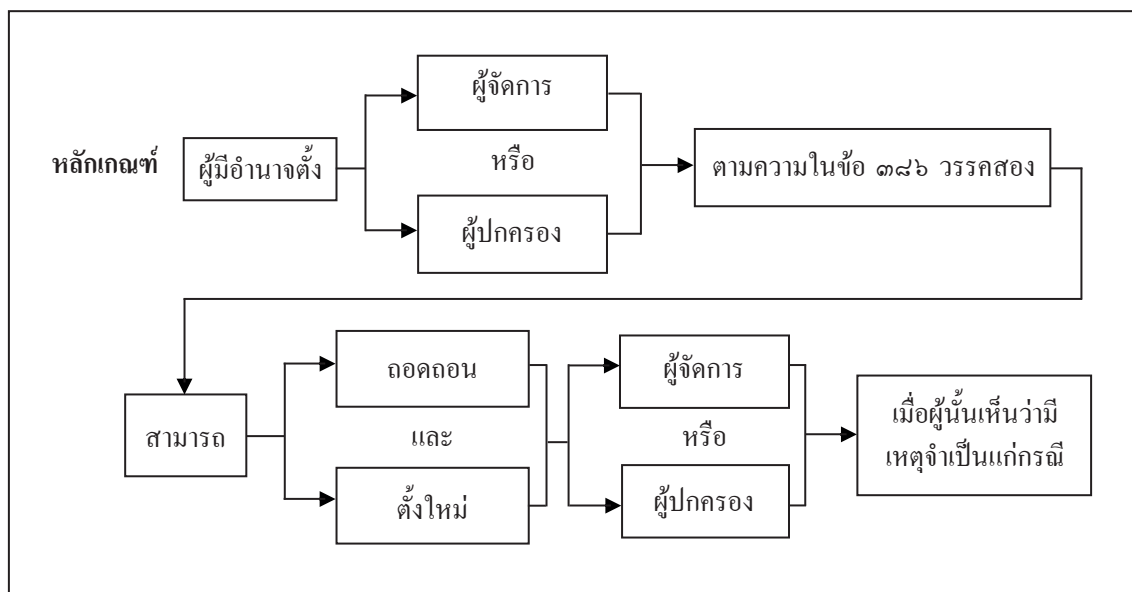 หลักเกณฑ์
ผู้มีอำนาจตั้ง
ผู้จัดการ
หรือ
ผู้ปกครอง
ตามความในข้อ ๓๘๖ วรรคสอง
สามารถ
ถอดถอน
และ
ตั้งใหม่
ผู้จัดการ
หรือ
ผู้ปกครอง
เมื่อผู้นั้นเห็นว่ามี
เหตุจำเป็นแก่กรณี